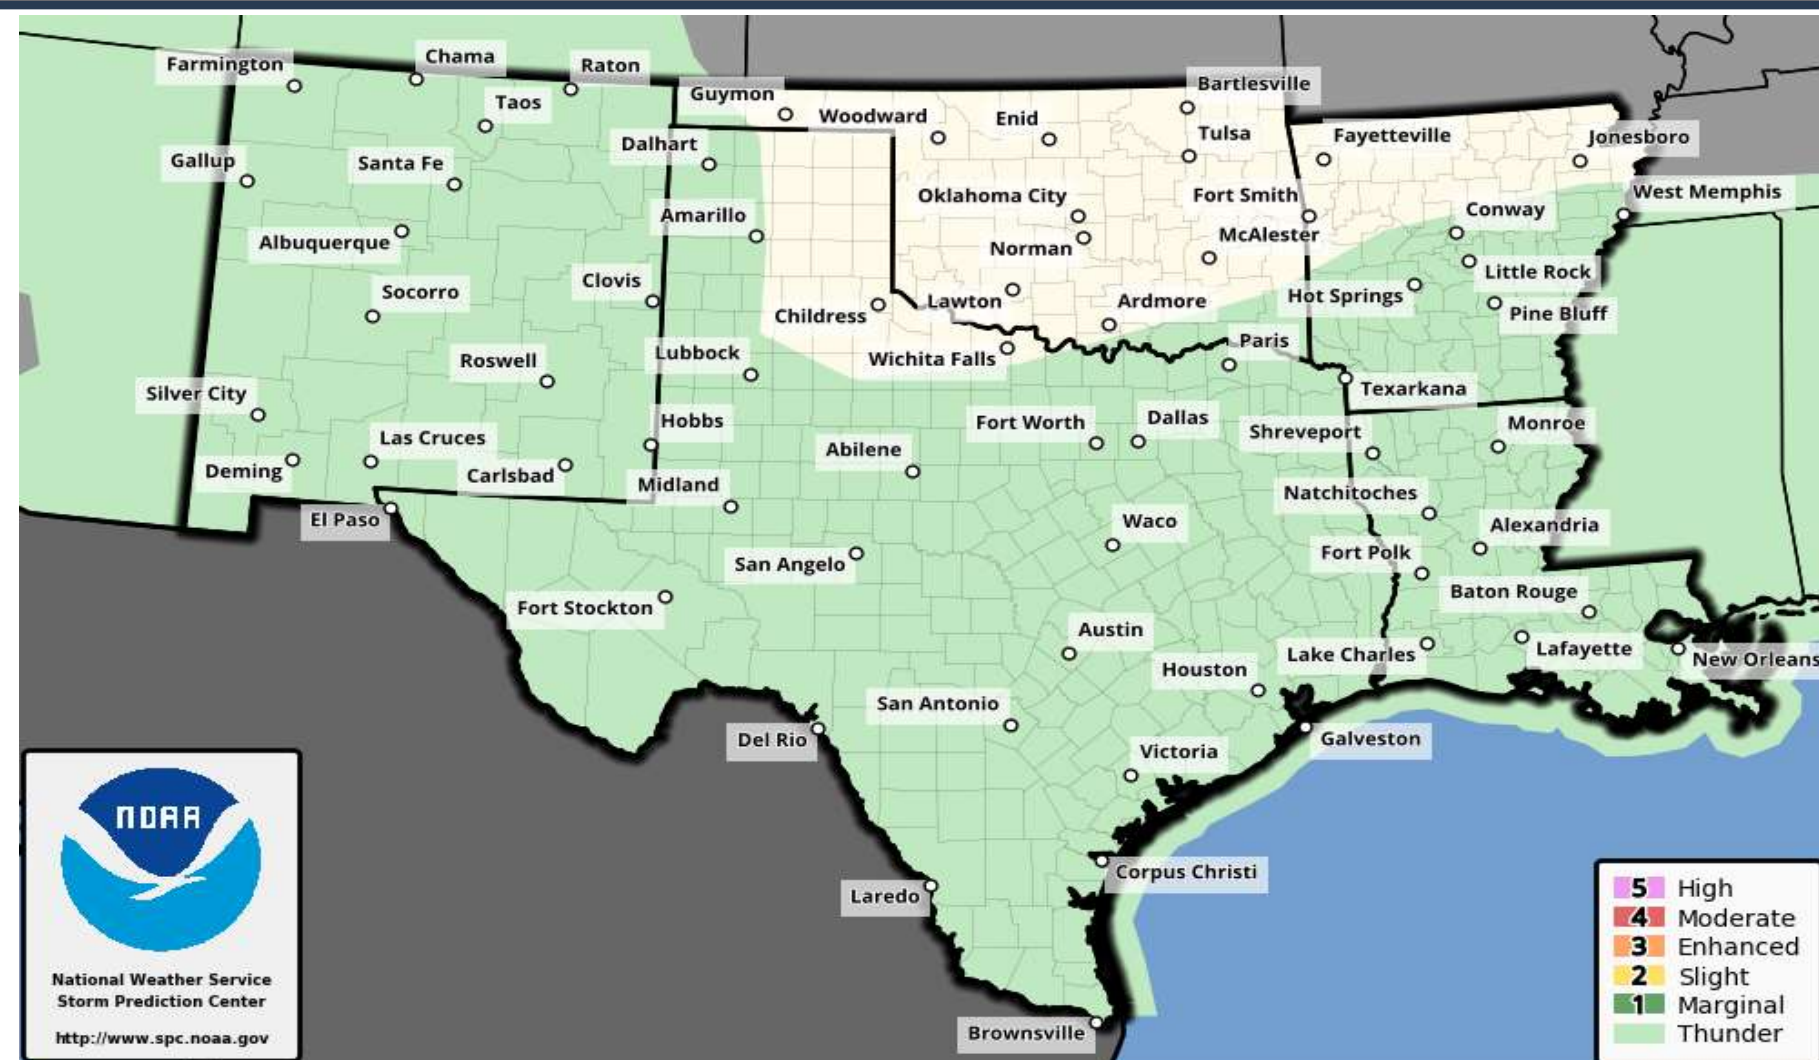 Farmington
Chama
Raton
Taos
Guymon
Woodward
Enid
Bartlesville
Tulsa
Fayetteville
Jonesboro
Gallup
Santa Fe
Dalhart
Oklahoma City
Fort Smith
Conway
West Memphis
Albuquerque
Amarillo
Norman
McAlester
Little Rock
Socorro
Clovis
Childress
Lawton
Ardmore
Hot Springs
Pine Bluff
Roswell
Lubbock
Wichita Falls
Paris
Texarkana
Silver City
Las Cruces
Hobbs
Abilene
Fort Worth
Dallas
Shreveport
Monroe
Deming
Carlsbad
Midland
Natchitoches
El Paso
San Angelo
Waco
Fort Polk
Alexandria
Fort Stockton
Baton Rouge
Austin
Houston
Lake Charles
Lafayette
New Orleans
Del Rio
San Antonio
Victoria
Galveston
Laredo
Corpus Christi
Brownsville
NOAA
National Weather Service
Storm Prediction Center
http://www.spc.noaa.gov
5 High
4 Moderate
3 Enhanced
2 Slight
1 Marginal
Thunder